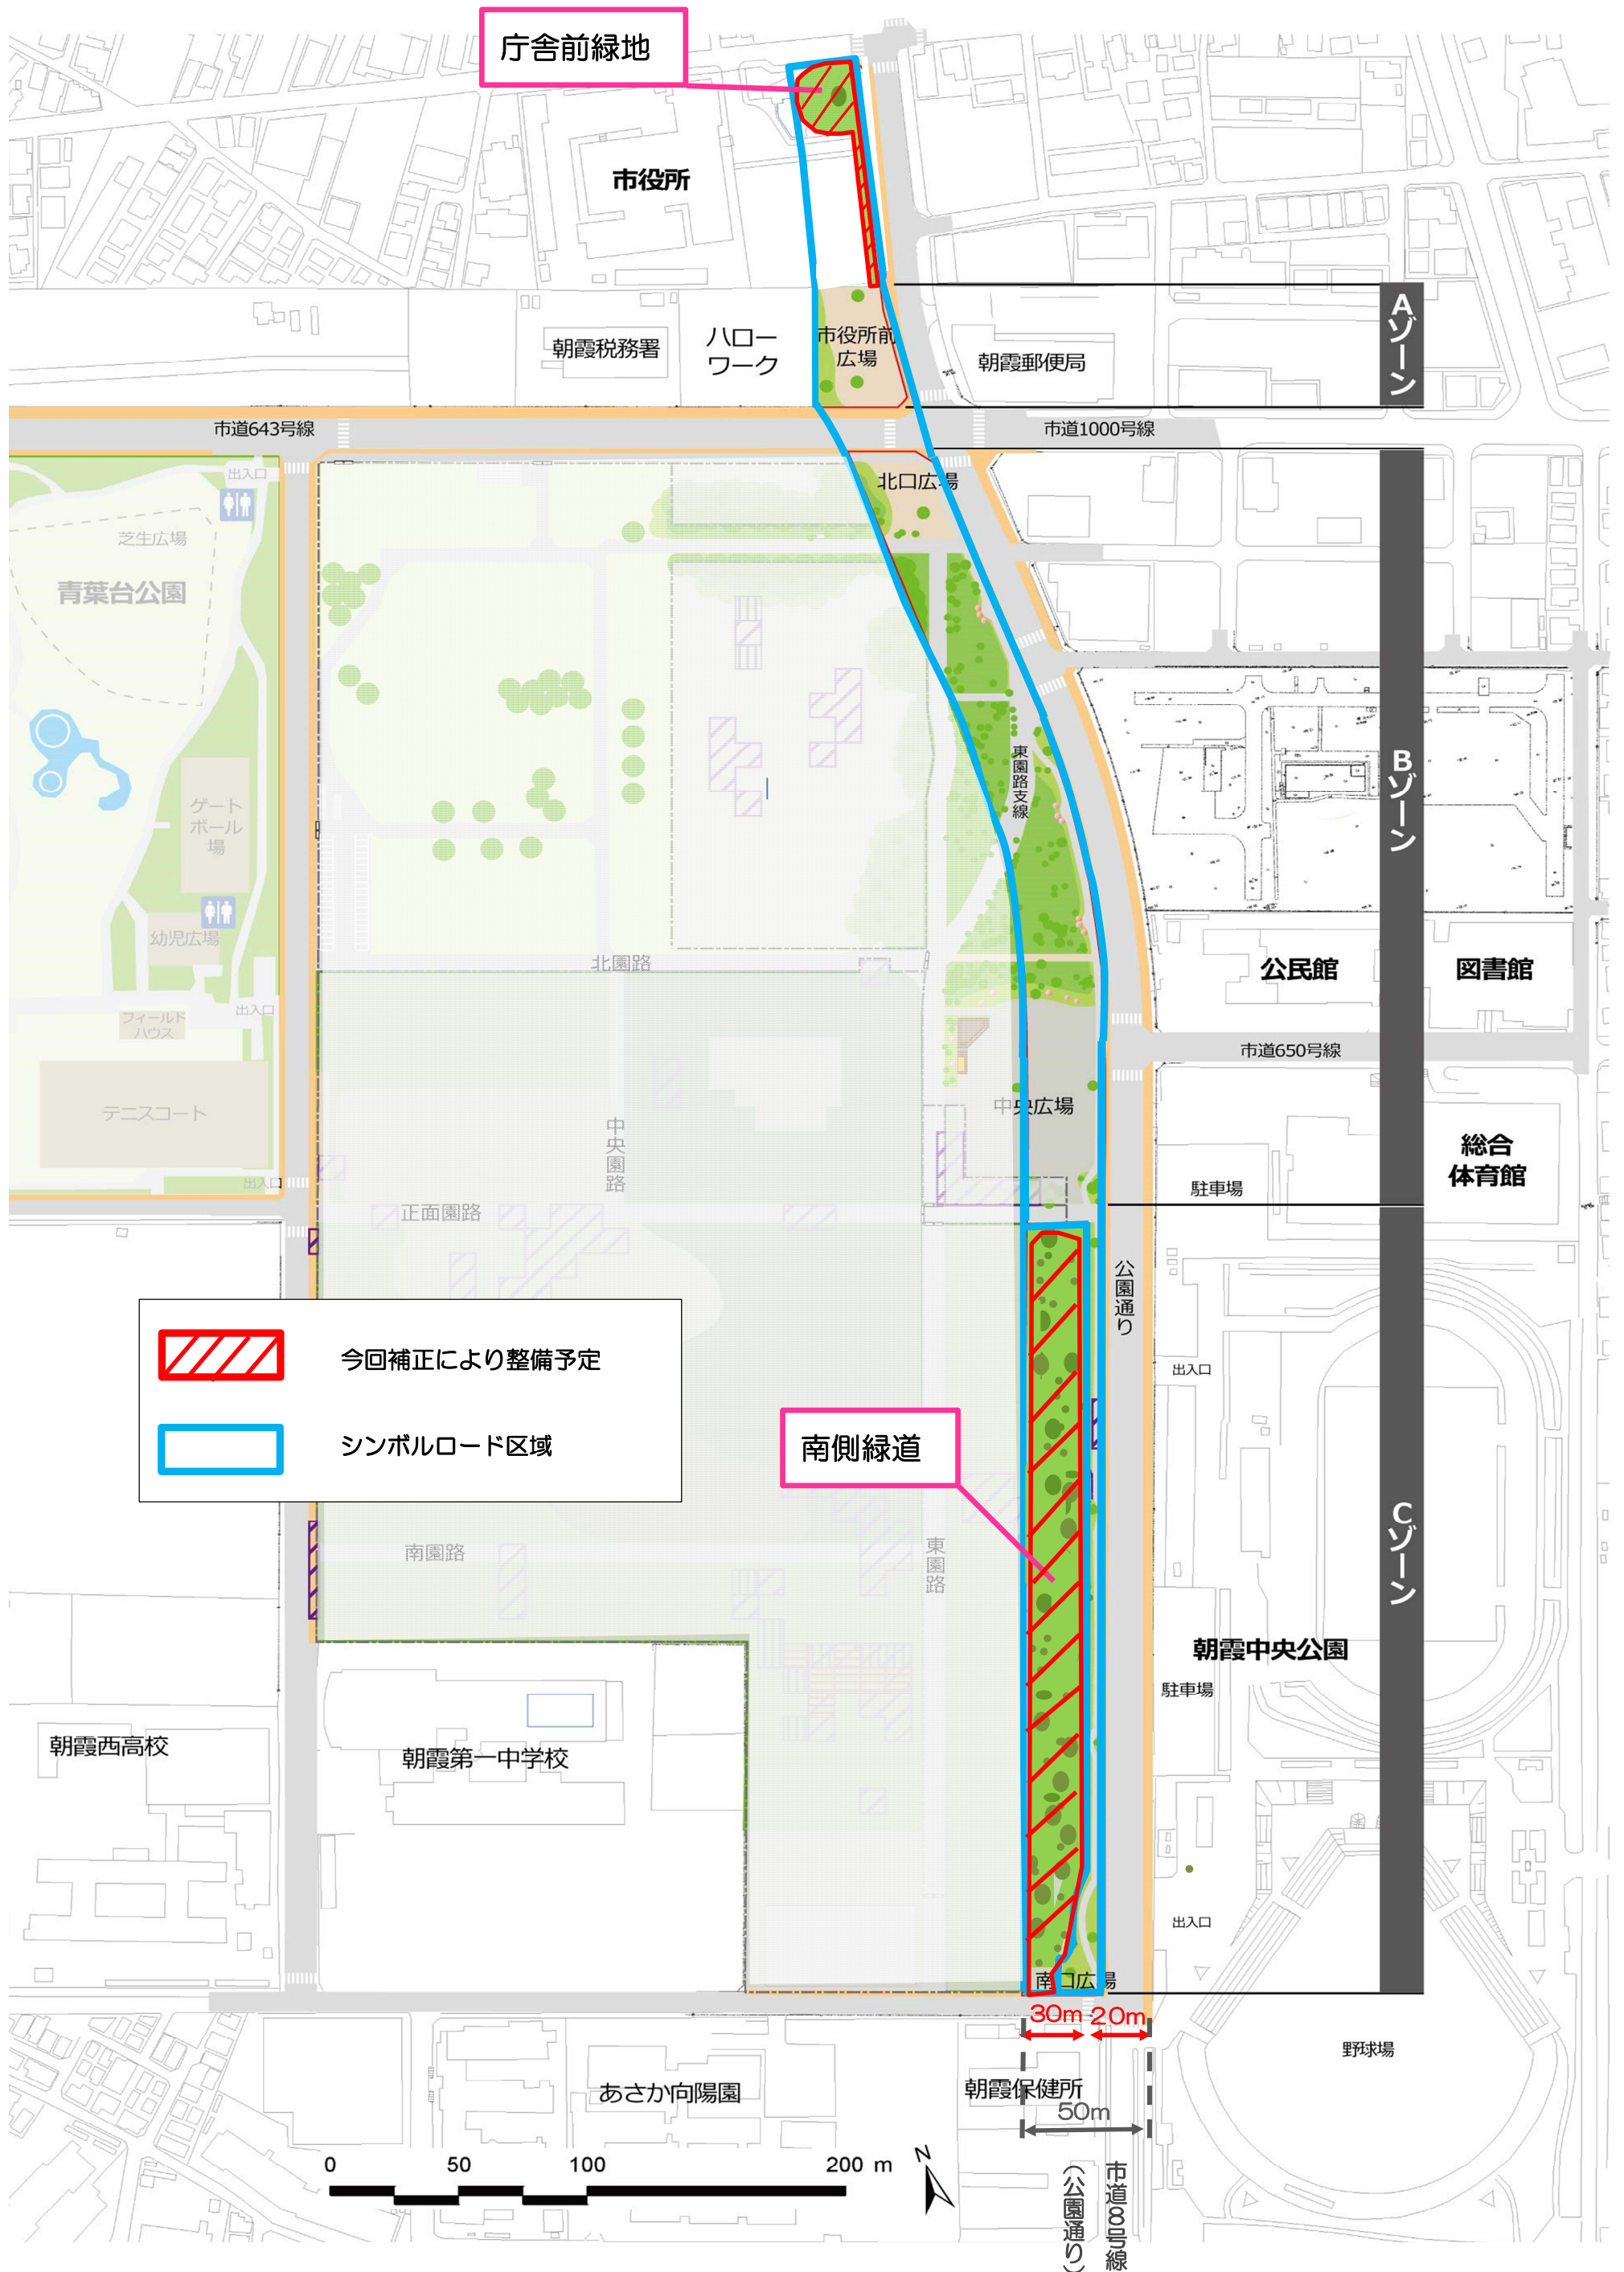 庁舎前緑地
市役所
Aゾーン
朝霞税務署
ハロー
ワーク
市役所前
広場
朝霞郵便局
市道643号線
市道1000号線
出入口
北口広場
芝生広場
青葉台公園
東園路支線
Bゾーン
ゲート
ボール
場
幼児広場
北園路
公民館
図書館
出入口
フィールド
ハウス
市道650号線
テニスコート
中央広場
中央園路
総合
体育館
出入口
駐車場
正面園路
公園通り
今回補正により整備予定
出入口
シンボルロード区域
南側緑道
Cゾーン
南園路
東園路
朝霞中央公園
駐車場
朝霞西高校
朝霞第一中学校
出入口
南口広場
30m
20m
野球場
あさか向陽園
朝霞保健所
50m
0 50 100 200 m
N
市道8号線
(公園通り)